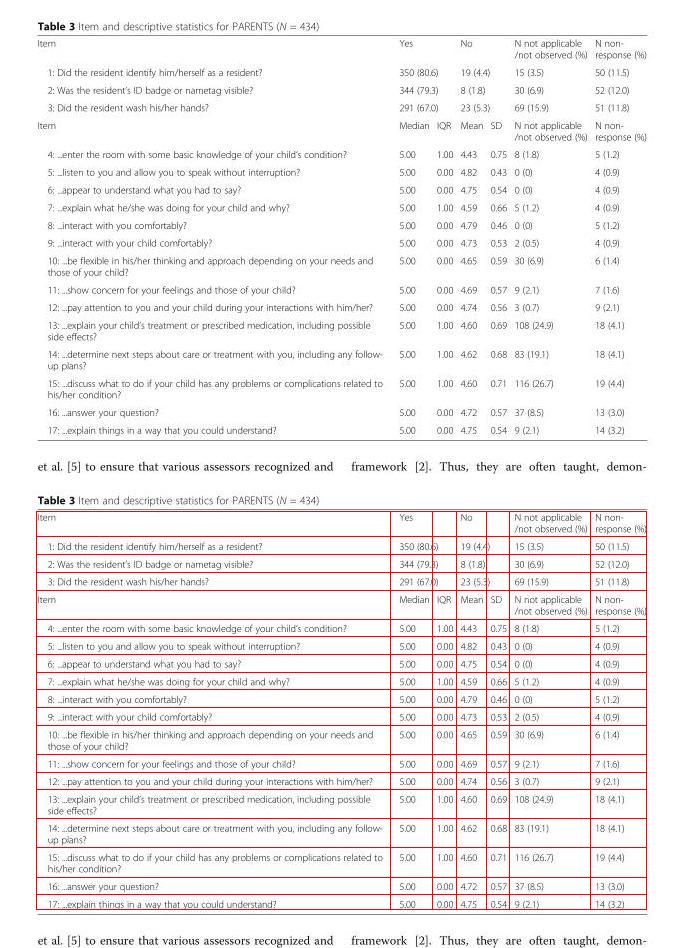 Table 3 Item and descriptive statistics for PARENTS (N = 434)
Item Yes No N not applicable /not observed (%) N non-response (%)
1: Did the resident identify him/herself as a resident? 350 (80.6) 19 (4.4) 15 (3.5) 50 (11.5)
2: Was the resident's ID badge or nametag visible? 344 (79.3) 8 (1.8) 30 (6.9) 52 (12.0)
3: Did the resident wash his/her hands? 291 (67.0) 23 (5.3) 69 (15.9) 51 (11.8)
Item Median IQR Mean SD N not applicable /not observed (%) N non-response (%)
4: ...enter the room with some basic knowledge of your child's condition? 5.00 1.00 4.43 0.75 8 (1.8) 5 (1.2)
5: ...listen to you and allow you to speak without interruption? 5.00 0.00 4.82 0.43 0 (0) 4 (0.9)
6: ...appear to understand what you had to say? 5.00 0.00 4.75 0.54 0 (0) 4 (0.9)
7: ...explain what he/she was doing for your child and why? 5.00 1.00 4.59 0.66 5 (1.2) 4 (0.9)
8: ...interact with you comfortably? 5.00 0.00 4.79 0.46 0 (0) 5 (1.2)
9: ...interact with your child comfortably? 5.00 0.00 4.73 0.53 2 (0.5) 4 (0.9)
10: ...be flexible in his/her thinking and approach depending on your needs and 5.00 0.00 4.65 0.59 30 (6.9) 6 (1.4)
those of your child?
11: ...show concern for your feelings and those of your child? 5.00 0.00 4.69 0.57 9 (2.1) 7 (1.6)
12: ...pay attention to you and your child during your interactions with him/her? 5.00 0.00 4.74 0.56 3 (0.7) 9 (2.1)
13: ...explain your child's treatment or prescribed medication, including possible 5.00 1.00 4.60 0.69 108 (24.9) 18 (4.1)
side effects?
14: ...determine next steps about care or treatment with you, including any follow- 5.00 1.00 4.62 0.68 83 (19.1) 18 (4.1)
up plans?
15: ...discuss what to do if your child has any problems or complications related to 5.00 1.00 4.60 0.71 116 (26.7) 19 (4.4)
his/her condition?
16: ...answer your question? 5.00 0.00 4.72 0.57 37 (8.5) 13 (3.0)
17: ...explain things in a way that you could understand? 5.00 0.00 4.75 0.54 9 (2.1) 14 (3.2)
et al. [5] to ensure that various assessors recognized and framework [2]. Thus, they are often taught, demon-
Table 3 Item and descriptive statistics for PARENTS (N = 434)
Item Yes No N not applicable /not observed (%) N non-response (%)
1: Did the resident identify him/herself as a resident? 350 (80.6) 19 (4.4) 15 (3.5) 50 (11.5)
2: Was the resident's ID badge or nametag visible? 344 (79.3) 8 (1.8) 30 (6.9) 52 (12.0)
3: Did the resident wash his/her hands? 291 (67.0) 23 (5.3) 69 (15.9) 51 (11.8)
Item Median IQR Mean SD N not applicable /not observed (%) N non-response (%)
4: ...enter the room with some basic knowledge of your child's condition? 5.00 1.00 4.43 0.75 8 (1.8) 5 (1.2)
5: ...listen to you and allow you to speak without interruption? 5.00 0.00 4.82 0.43 0 (0) 4 (0.9)
6: ...appear to understand what you had to say? 5.00 0.00 4.75 0.54 0 (0) 4 (0.9)
7: ...explain what he/she was doing for your child and why? 5.00 1.00 4.59 0.66 5 (1.2) 4 (0.9)
8: ...interact with you comfortably? 5.00 0.00 4.79 0.46 0 (0) 5 (1.2)
9: ...interact with your child comfortably? 5.00 0.00 4.73 0.53 2 (0.5) 4 (0.9)
10: ...be flexible in his/her thinking and approach depending on your needs and 5.00 0.00 4.65 0.59 30 (6.9) 6 (1.4)
those of your child?
11: ...show concern for your feelings and those of your child? 5.00 0.00 4.69 0.57 9 (2.1) 7 (1.6)
12: ...pay attention to you and your child during your interactions with him/her? 5.00 0.00 4.74 0.56 3 (0.7) 9 (2.1)
13: ...explain your child's treatment or prescribed medication, including possible 5.00 1.00 4.60 0.69 108 (24.9) 18 (4.1)
side effects?
14: ...determine next steps about care or treatment with you, including any follow- 5.00 1.00 4.62 0.68 83 (19.1) 18 (4.1)
up plans?
15: ...discuss what to do if your child has any problems or complications related to 5.00 1.00 4.60 0.71 116 (26.7) 19 (4.4)
his/her condition?
16: ...answer your question? 5.00 0.00 4.72 0.57 37 (8.5) 13 (3.0)
17: ...explain things in a way that you could understand? 5.00 0.00 4.75 0.54 9 (2.1) 14 (3.2)
et al. [5] to ensure that various assessors recognized and framework [2]. Thus, they are often taught, demon-